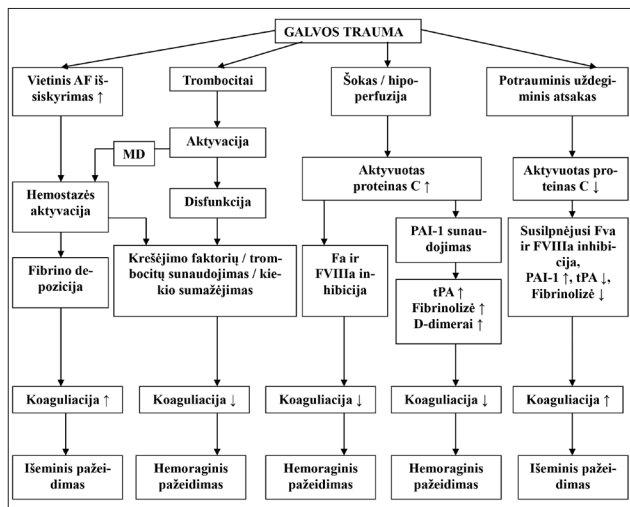 GALVOS TRAUMA
Vietinis AF iš-
siskyrimas ↑
Trombocitai
Šokas / hipo-
perfuzija
Potrauminis uždegi-
minis atsakas
MD
Aktyvacija
Aktyvuotas
proteinas C ↑
Aktyvuotas pro-
teinas C ↓
Hemostazės
aktyvacija
Disfunkcija
PAI-1 sunau-
dojimas
Susilpnėjusi Fva
ir FVIIIa inhibi-
cija,
PAI-1 ↑, tPA ↓,
Fibrinolizė ↓
Fibrino de-
pozicija
Krešėjimo faktorių / trom-
bocitų sunaudojimas / kie-
kio sumažėjimas
Fa ir
FVIIIa in-
hibicija
tPA ↑
Fibrinolizė ↑
D-dimerai ↑
Koaguliacija ↑
Koaguliacija ↓
Koaguliacija ↓
Koaguliacija ↓
Koaguliacija ↑
Išeminis pažei-
dimas
Hemoraginis
pažeidimas
Hemoraginis
pažeidimas
Hemoraginis
pažeidimas
Išeminis pažei-
dimas